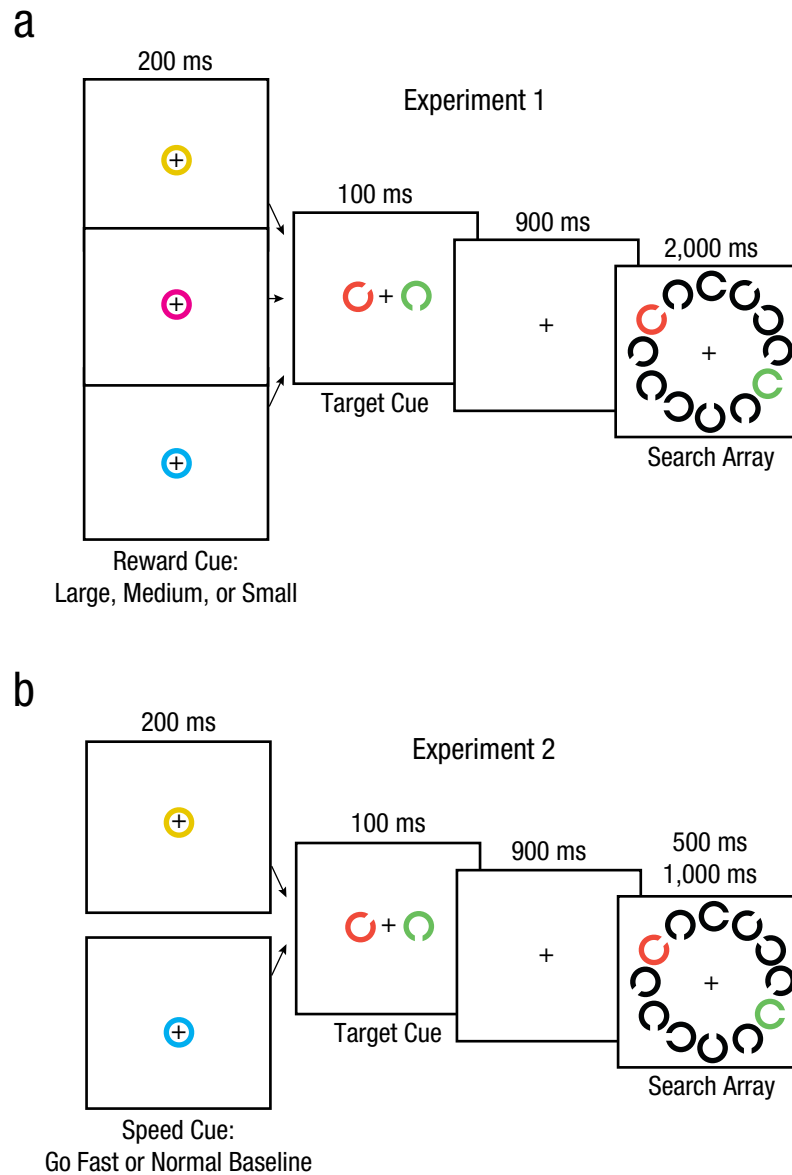 a
200 ms
Experiment 1
100 ms
900 ms
2,000 ms
Target Cue
Search Array
Reward Cue:
Large, Medium, or Small
b
200 ms
Experiment 2
100 ms
900 ms
500 ms
1,000 ms
Target Cue
Search Array
Speed Cue:
Go Fast or Normal Baseline